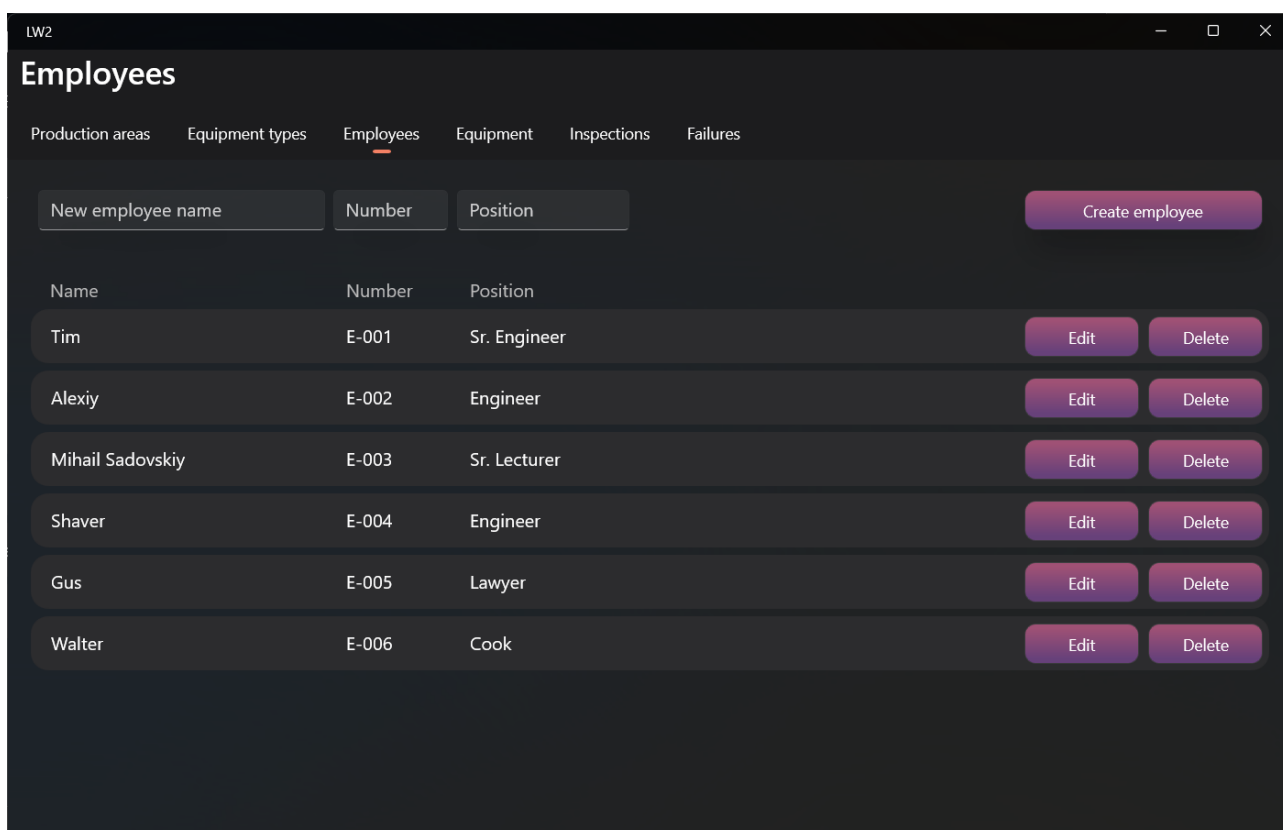 LW2
Employees
Production areas Equipment types Employees Equipment Inspections Failures
New employee name Number Position Create employee
Name Number Position
Tim E-001 Sr. Engineer Edit Delete
Alexiy E-002 Engineer Edit Delete
Mihail Sadovskiy E-003 Sr. Lecturer Edit Delete
Shaver E-004 Engineer Edit Delete
Gus E-005 Lawyer Edit Delete
Walter E-006 Cook Edit Delete